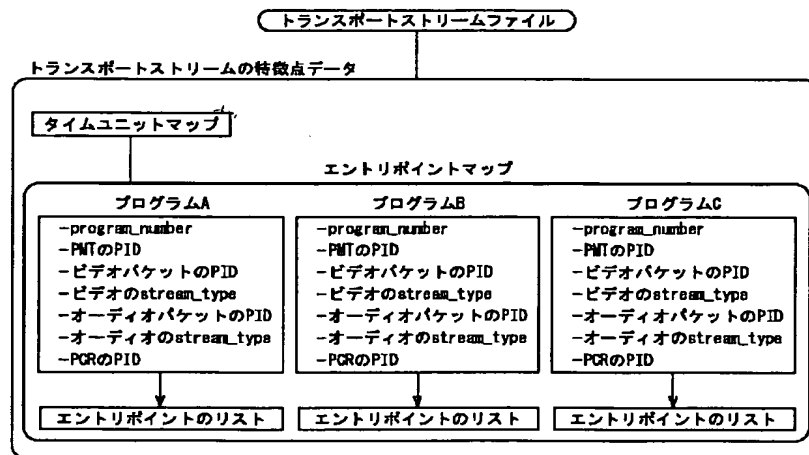 トランスポートストリームファイル
トランスポートストリームの特徴点データ
タイムユニットマップ
エントリポイントマップ
プログラムA
-program_number
-PMTのPID
-ビデオパケットのPID
-ビデオのstream_type
-オーディオパケットのPID
-オーディオのstream_type
-PCRのPID
エントリポイントのリスト
プログラムB
-program_number
-PMTのPID
-ビデオパケットのPID
-ビデオのstream_type
-オーディオパケットのPID
-オーディオのstream_type
-PCRのPID
エントリポイントのリスト
プログラムC
-program_number
-PMTのPID
-ビデオパケットのPID
-ビデオのstream_type
-オーディオパケットのPID
-オーディオのstream_type
-PCRのPID
エントリポイントのリスト